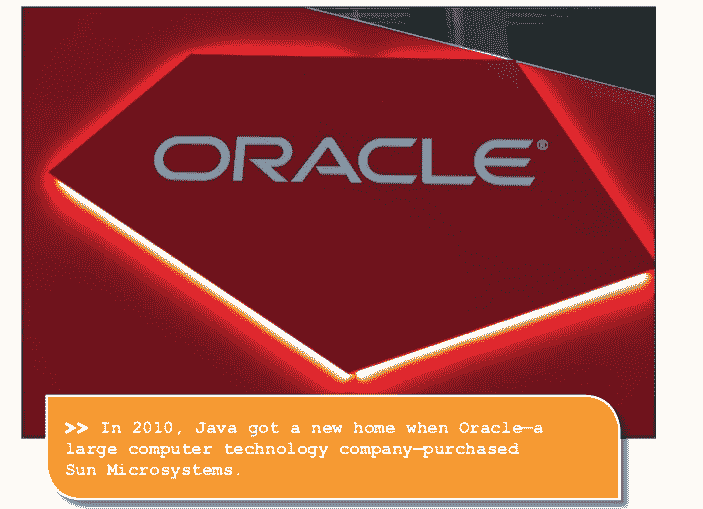 ORACLE®
>> In 2010, Java got a new home when Oracle—a
large computer technology company—purchased
Sun Microsystems.